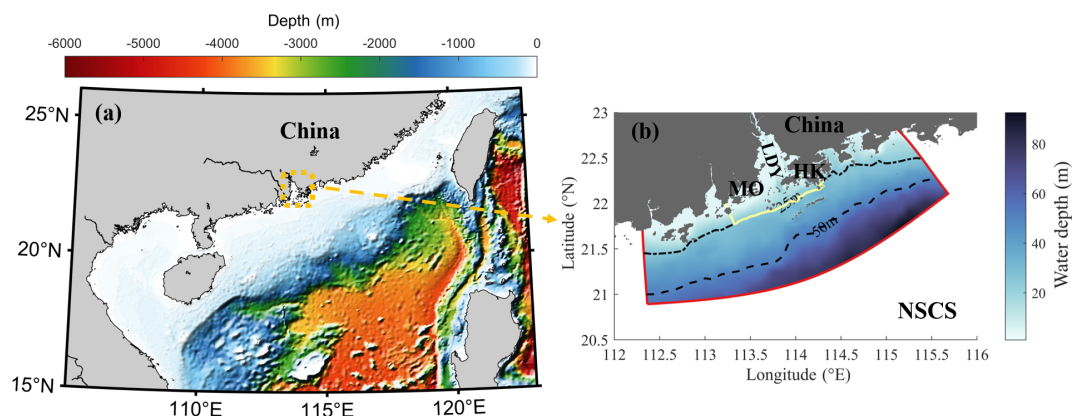 Depth (m)
-6000 -5000 -4000 -3000 -2000 -1000 0
(a)
China
25°N
20°N
15°N
110°E 115°E 120°E
(b)
China
LDY
HK
MO
25m
50m
NSCS
23
22.5
22
21.5
21
20.5
Latitude (°N)
112 112.5 113 113.5 114 114.5 115 115.5 116
Longitude (°E)
80
60
40
20
Water depth (m)